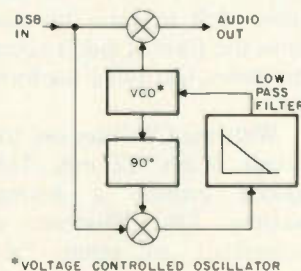 DSB
IN
AUDIO
OUT
VCO*
LOW
PASS
FILTER
90°
*VOLTAGE CONTROLLED OSCILLATOR